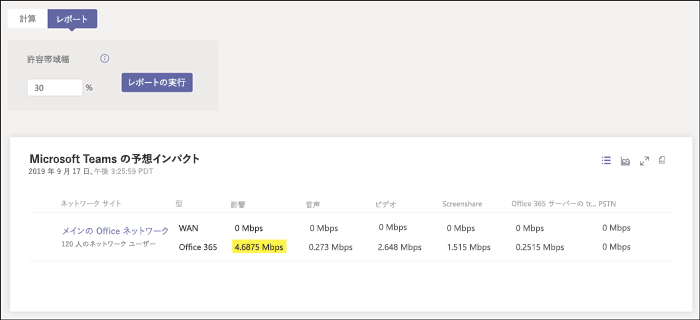 計算 レポート
許容帯域幅
30 % レポートの実行
Microsoft Teams の予想インパクト
2019 年 9 月 17 日、午後 3:25:59 PDT
ネットワーク サイト 型 影響 音声 ビデオ Screenshare Office 365 サーバーの tr... PSTN
メインの Office ネットワーク WAN 0 Mbps 0 Mbps 0 Mbps 0 Mbps 0 Mbps 0 Mbps
120 人のネットワーク ユーザー Office 365 4.6875 Mbps 0.273 Mbps 2.648 Mbps 1.515 Mbps 0.2515 Mbps 0 Mbps